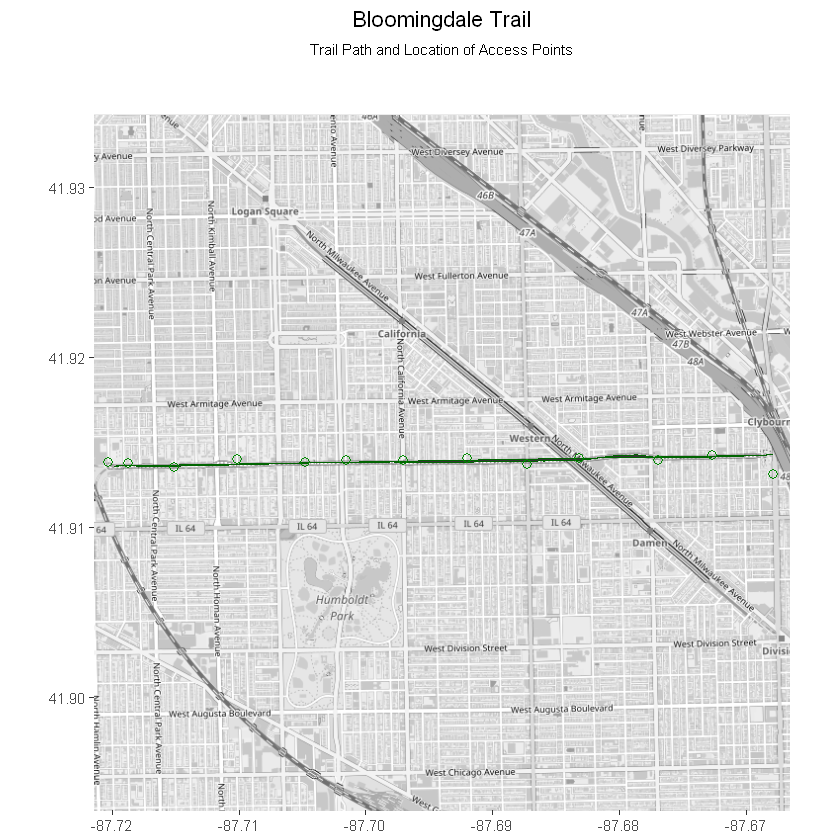 Bloomingdale Trail
Trail Path and Location of Access Points
46A
West Diversey Avenue
West Diversey Parkway
41.93
46B
Logan Square
47A
North Central Park Avenue
North Kimball Avenue
North Milwaukee Avenue
West Fullerton Avenue
47A
California
West Webster Avenue
47B
48A
41.92
North California Avenue
West Armitage Avenue
West Armitage Avenue
West Armitage Avenue
Clybourn
Western
North Milwaukee Avenue
41.91
64
IL 64
IL 64
IL 64
IL 64
IL 64
North Central Park Avenue
Damen
North Milwaukee Avenue
North Homan Avenue
Humboldt
Park
West Division Street
West Division Street
Divisi
41.90
North Central Park Avenue
North Hamlin Avenue
West Augusta Boulevard
West Augusta Boulevard
West Chicago Avenue
North
West G
-87.72
-87.71
-87.70
-87.69
-87.68
-87.67